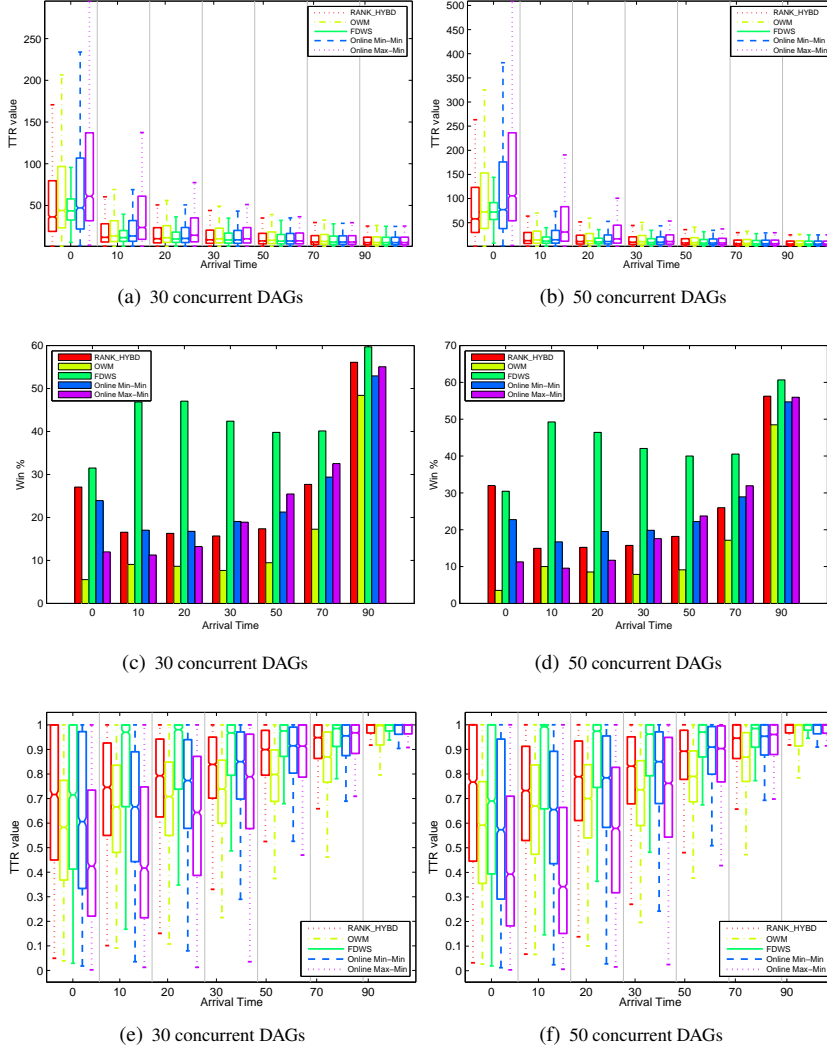 RANK_HYBD
OWM
FDWS
Online Min−Min
Online Max−Min
TTR value
250
200
150
100
50
0 10 20 30 50 70 90
Arrival Time
(a) 30 concurrent DAGs
RANK_HYBD
OWM
FDWS
Online Min−Min
Online Max−Min
TTR value
500
450
400
350
300
250
200
150
100
50
0 10 20 30 50 70 90
Arrival Time
(b) 50 concurrent DAGs
RANK_HYBD
OWM
FDWS
Online Min−Min
Online Max−Min
Win %
60
50
40
30
20
10
0
0 10 20 30 50 70 90
Arrival Time
(c) 30 concurrent DAGs
RANK_HYBD
OWM
FDWS
Online Min−Min
Online Max−Min
Win %
70
60
50
40
30
20
10
0
0 10 20 30 50 70 90
Arrival Time
(d) 50 concurrent DAGs
TTR value
1
0.9
0.8
0.7
0.6
0.5
0.4
0.3
0.2
0.1
0
RANK_HYBD
OWM
FDWS
Online Min−Min
Online Max−Min
0 10 20 30 50 70 90
Arrival Time
(e) 30 concurrent DAGs
TTR value
1
0.9
0.8
0.7
0.6
0.5
0.4
0.3
0.2
0.1
0
RANK_HYBD
OWM
FDWS
Online Min−Min
Online Max−Min
0 10 20 30 50 70 90
Arrival Time
(f) 50 concurrent DAGs